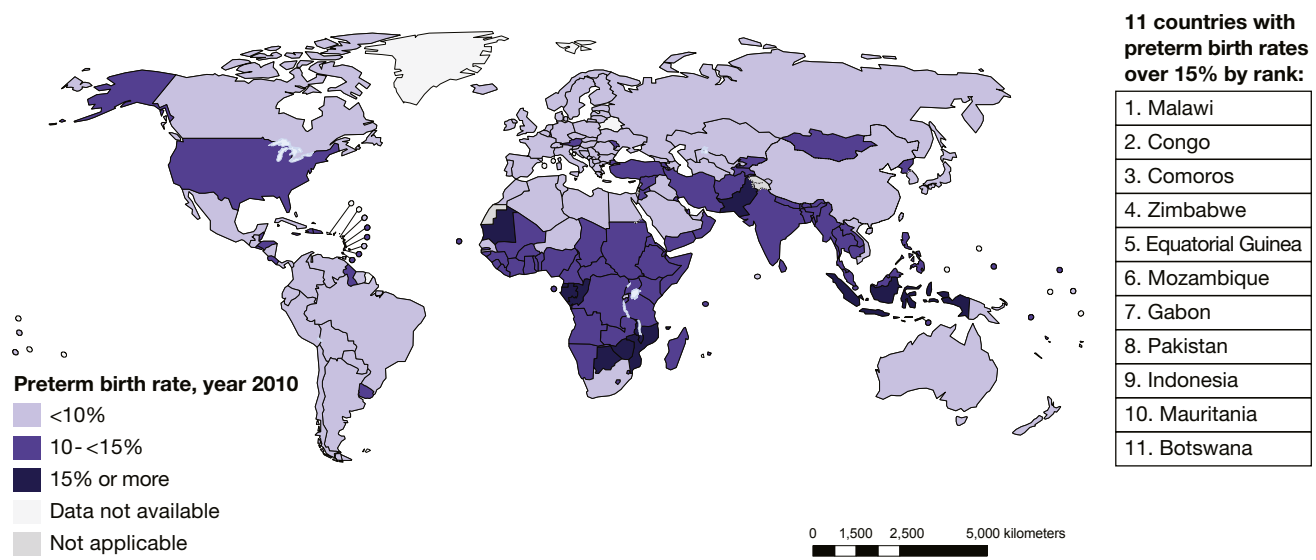 11 countries with
preterm birth rates
over 15% by rank:
1. Malawi
2. Congo
3. Comoros
4. Zimbabwe
5. Equatorial Guinea
6. Mozambique
7. Gabon
8. Pakistan
9. Indonesia
10. Mauritania
11. Botswana
Preterm birth rate, year 2010
<10%
10-<15%
15% or more
Data not available
Not applicable
0 1,500 2,500 5,000 kilometers